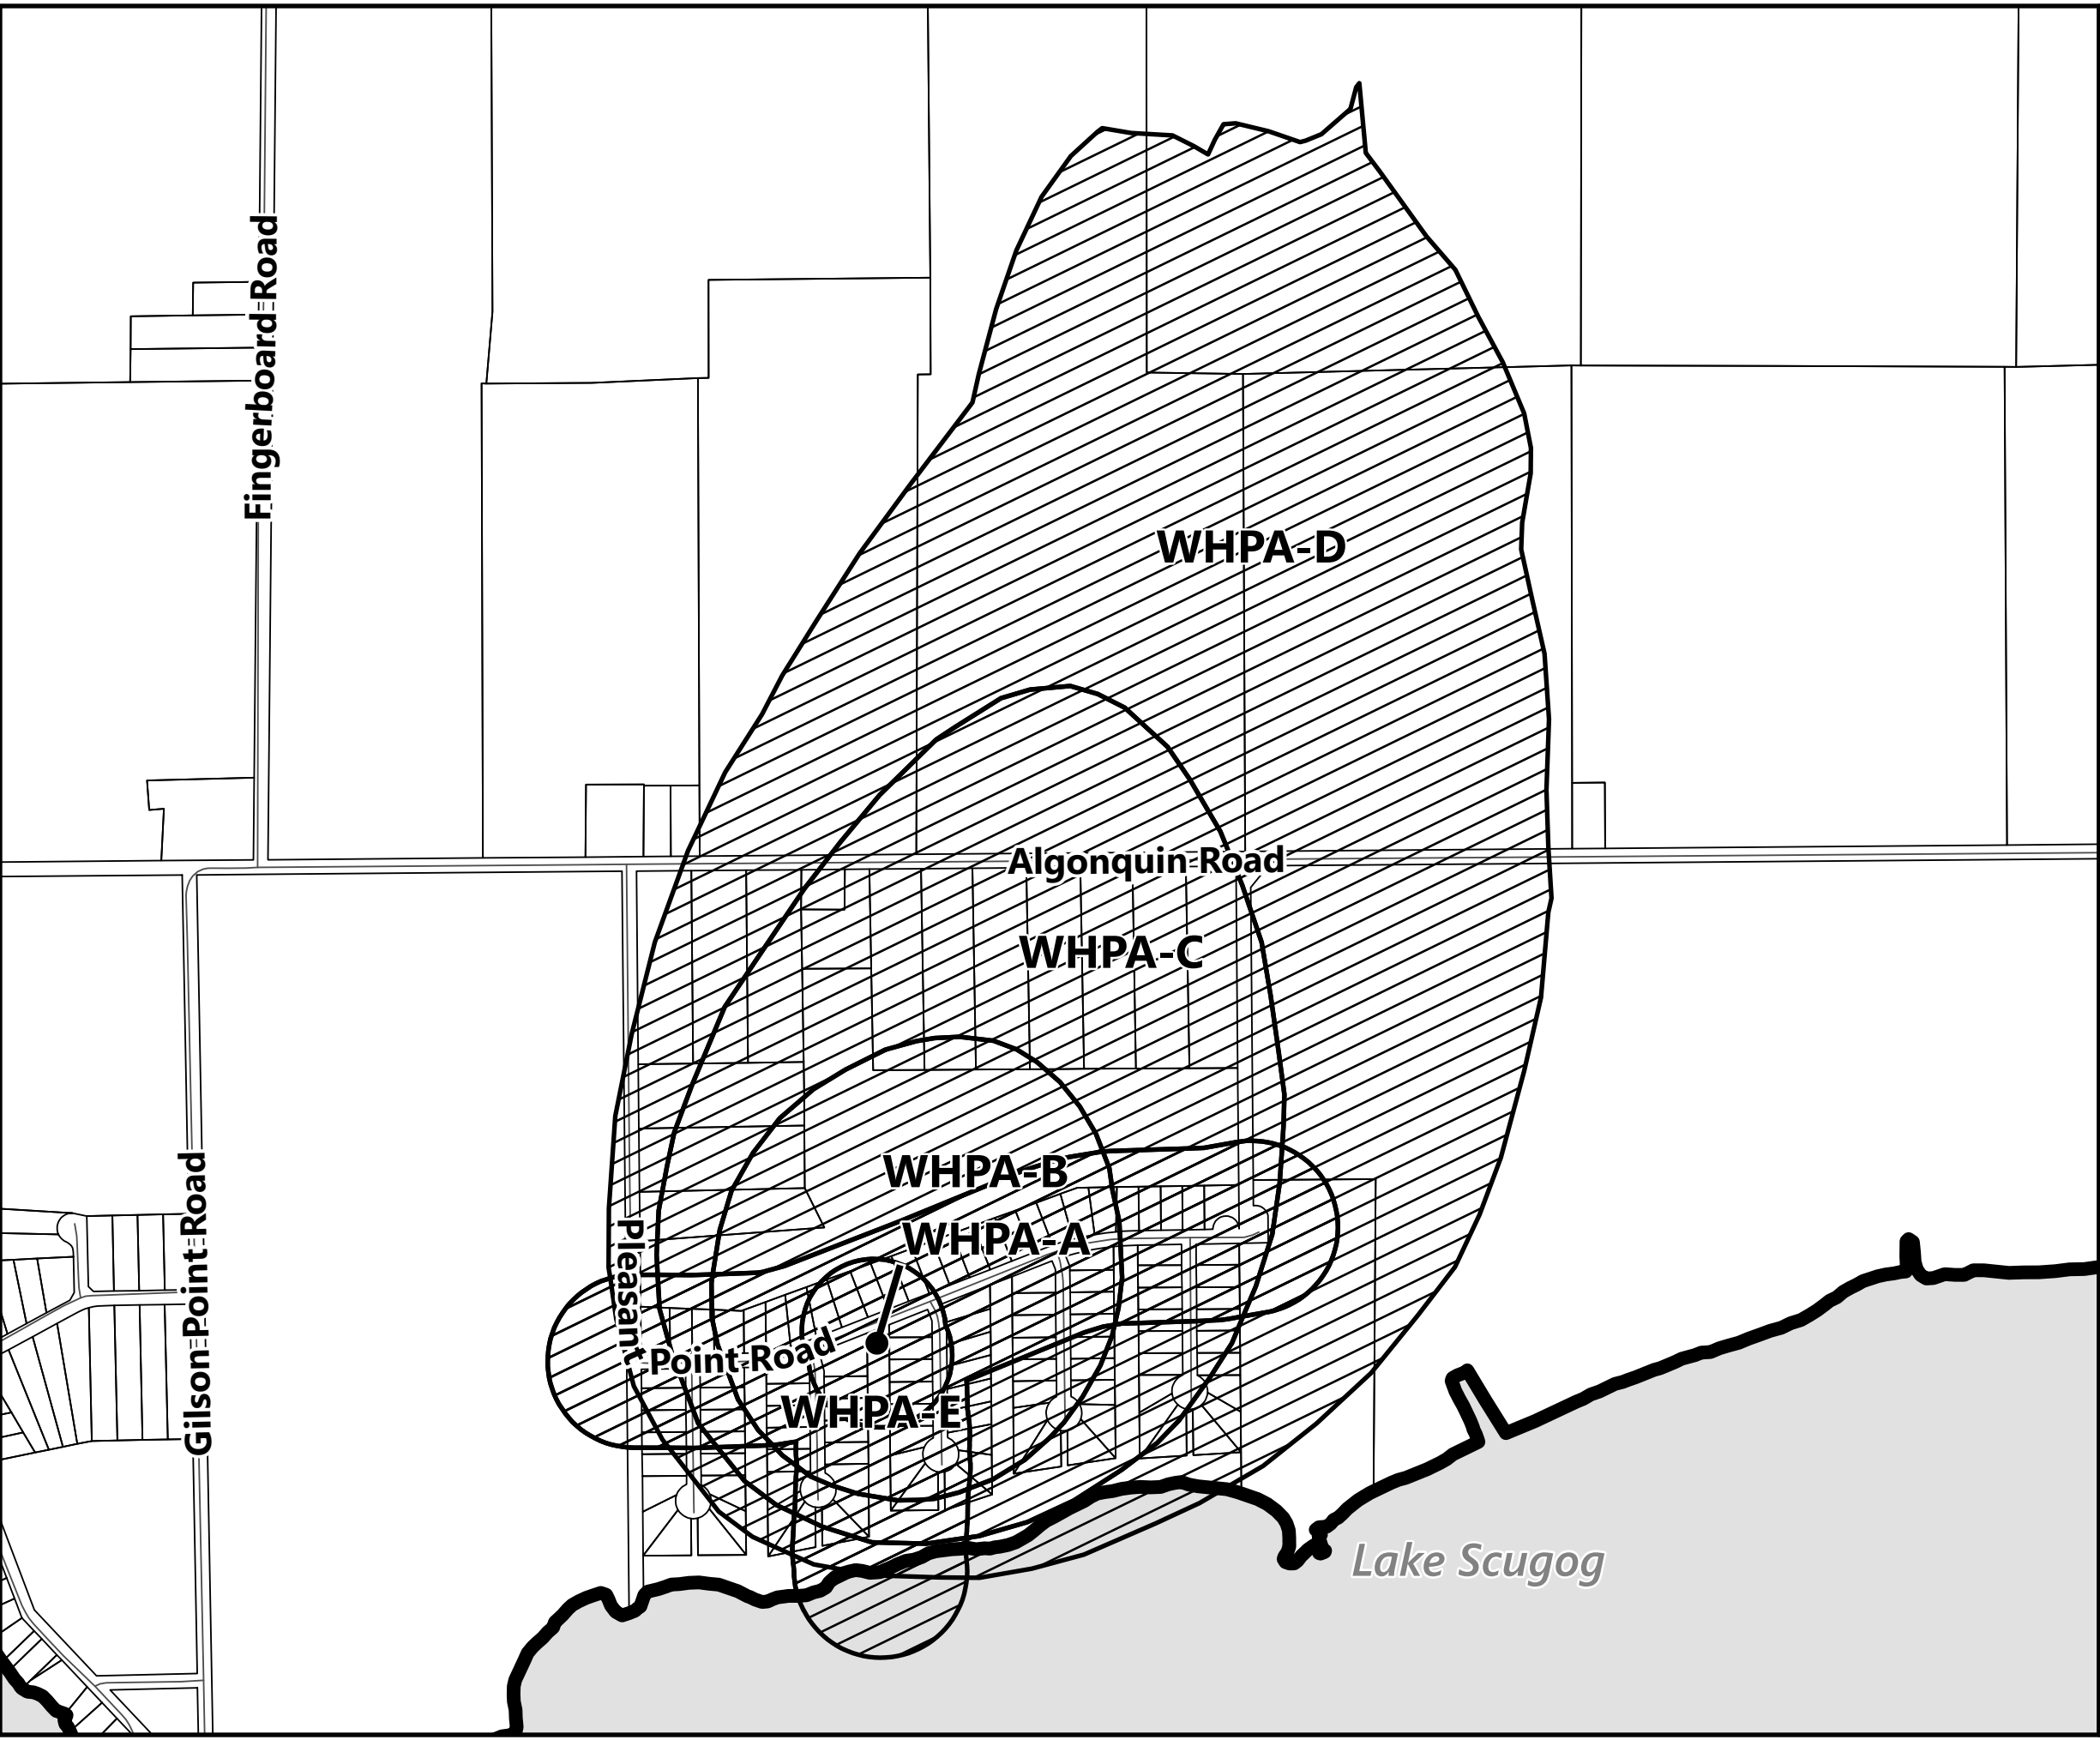 Fingerboard Road
WHPA-D
Algonquin Road
WHPA-C
WHPA-B
WHPA-A
Gilson Point Road
Pleasant Point Road
WHPA-E
Lake Scugog